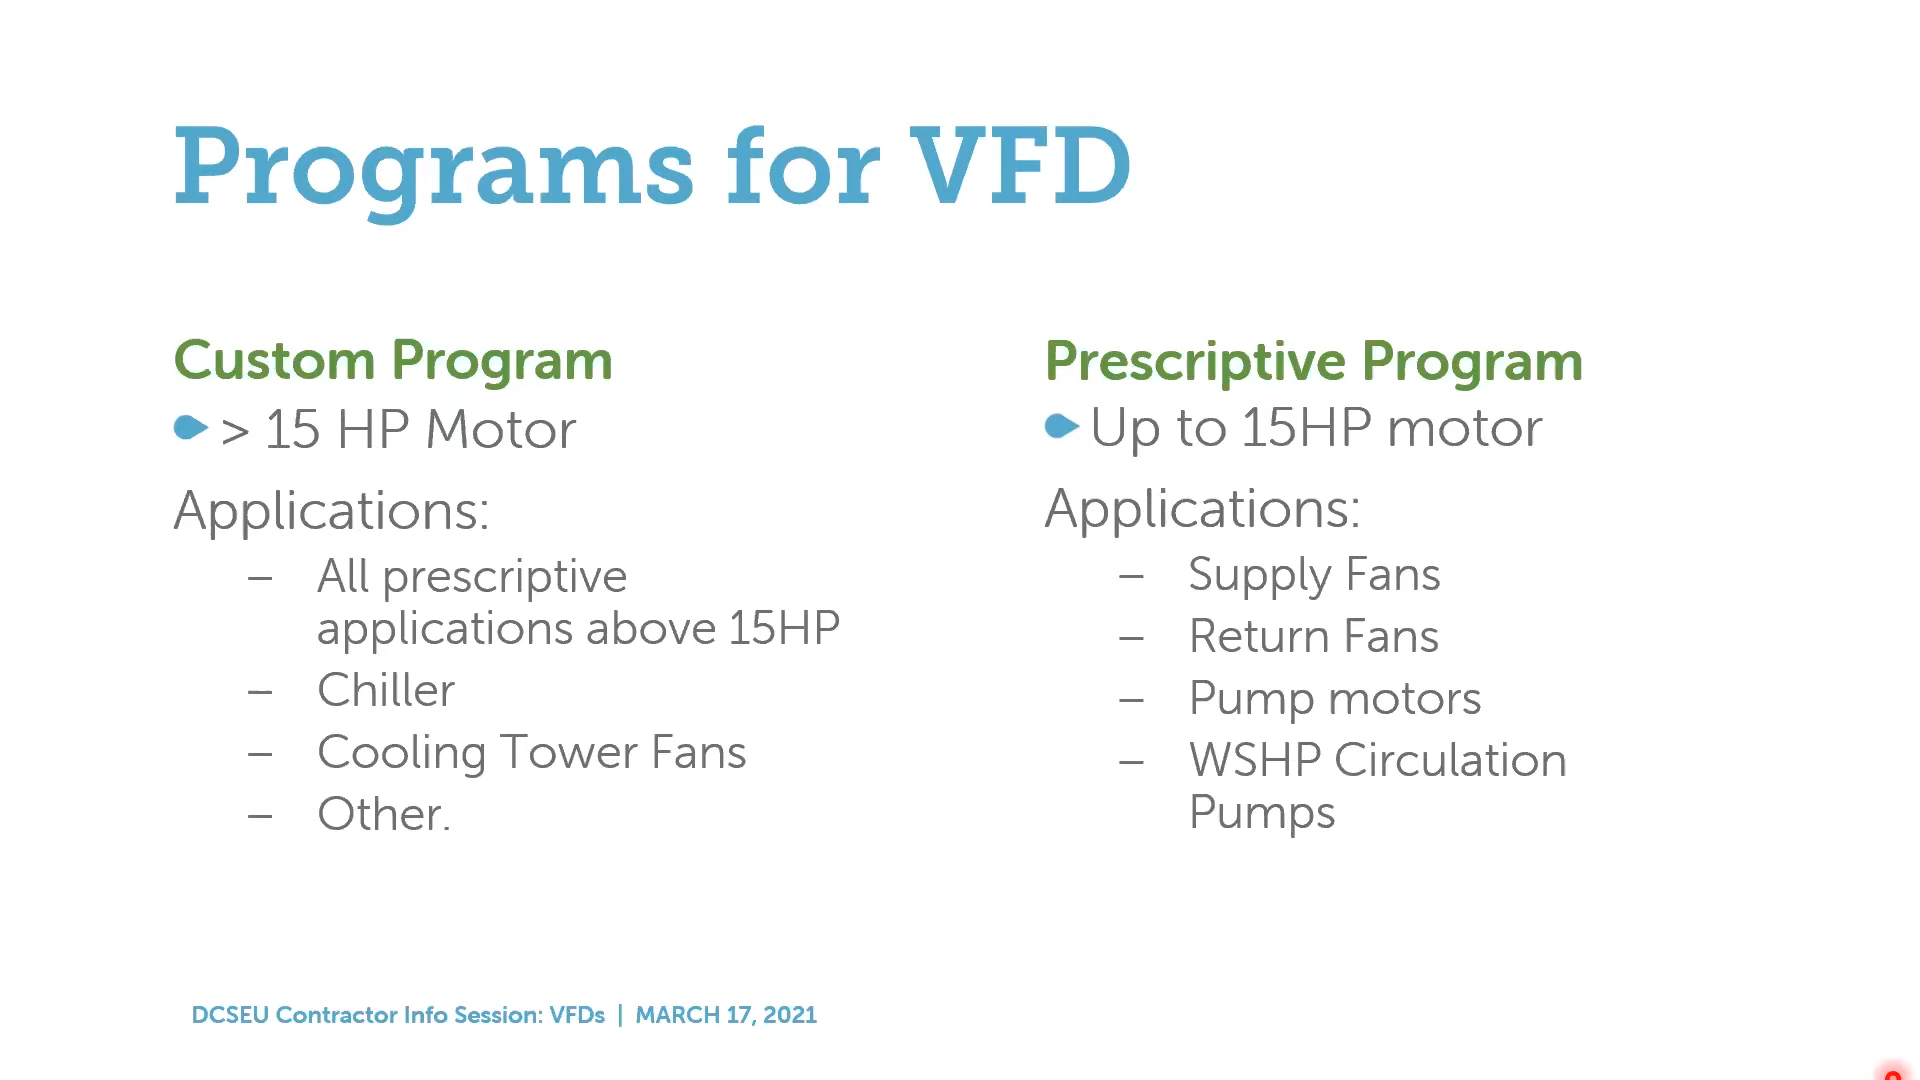 Programs for VFD
Custom Program
> 15 HP Motor
Applications:
– All prescriptive
applications above 15HP
– Chiller
– Cooling Tower Fans
– Other.
Prescriptive Program
Up to 15HP motor
Applications:
– Supply Fans
– Return Fans
– Pump motors
– WSHP Circulation
Pumps
DCSEU Contractor Info Session: VFDs | MARCH 17, 2021